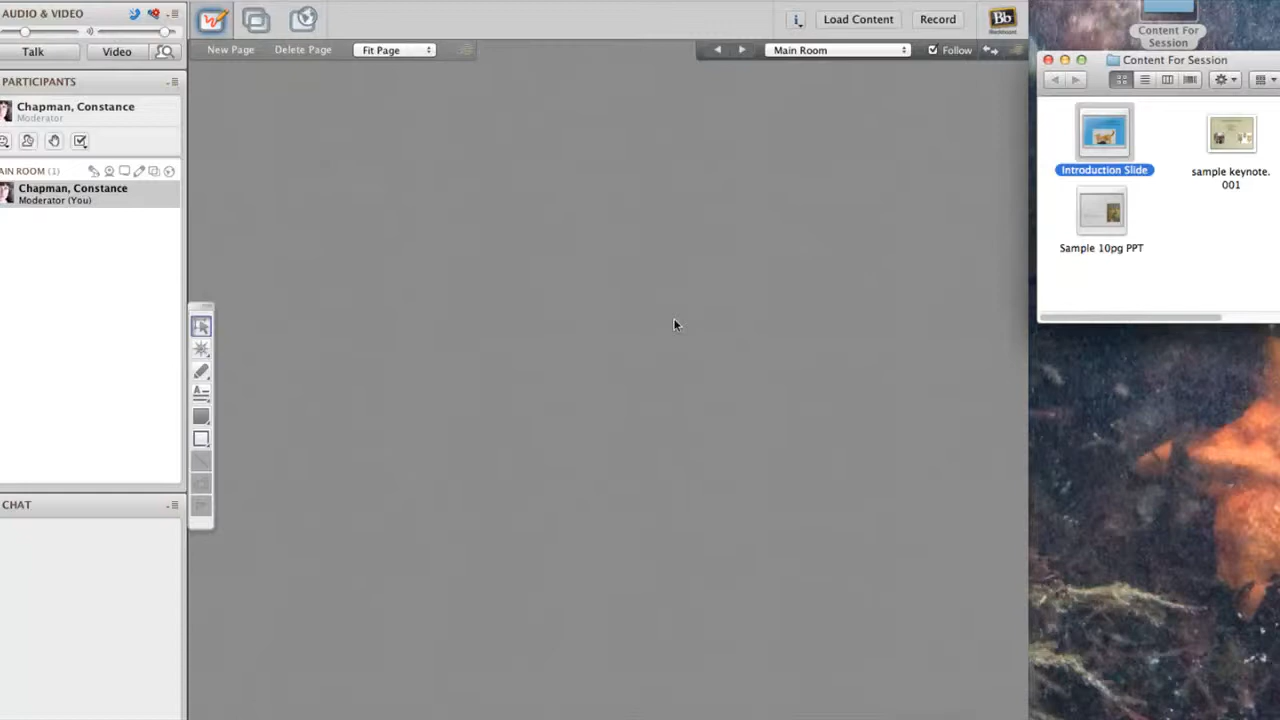 AUDIO & VIDEO
Talk
Video
PARTICIPANTS
Chapman, Constance
Moderator
AIN ROOM (1)
Chapman, Constance
Moderator (You)
CHAT
Load Content
Record
Bb
New Page
Delete Page
Fit Page
Main Room
Follow
Content For
Session
Content For Session
Introduction Slide
sample keynote.
001
Sample 10pg PPT